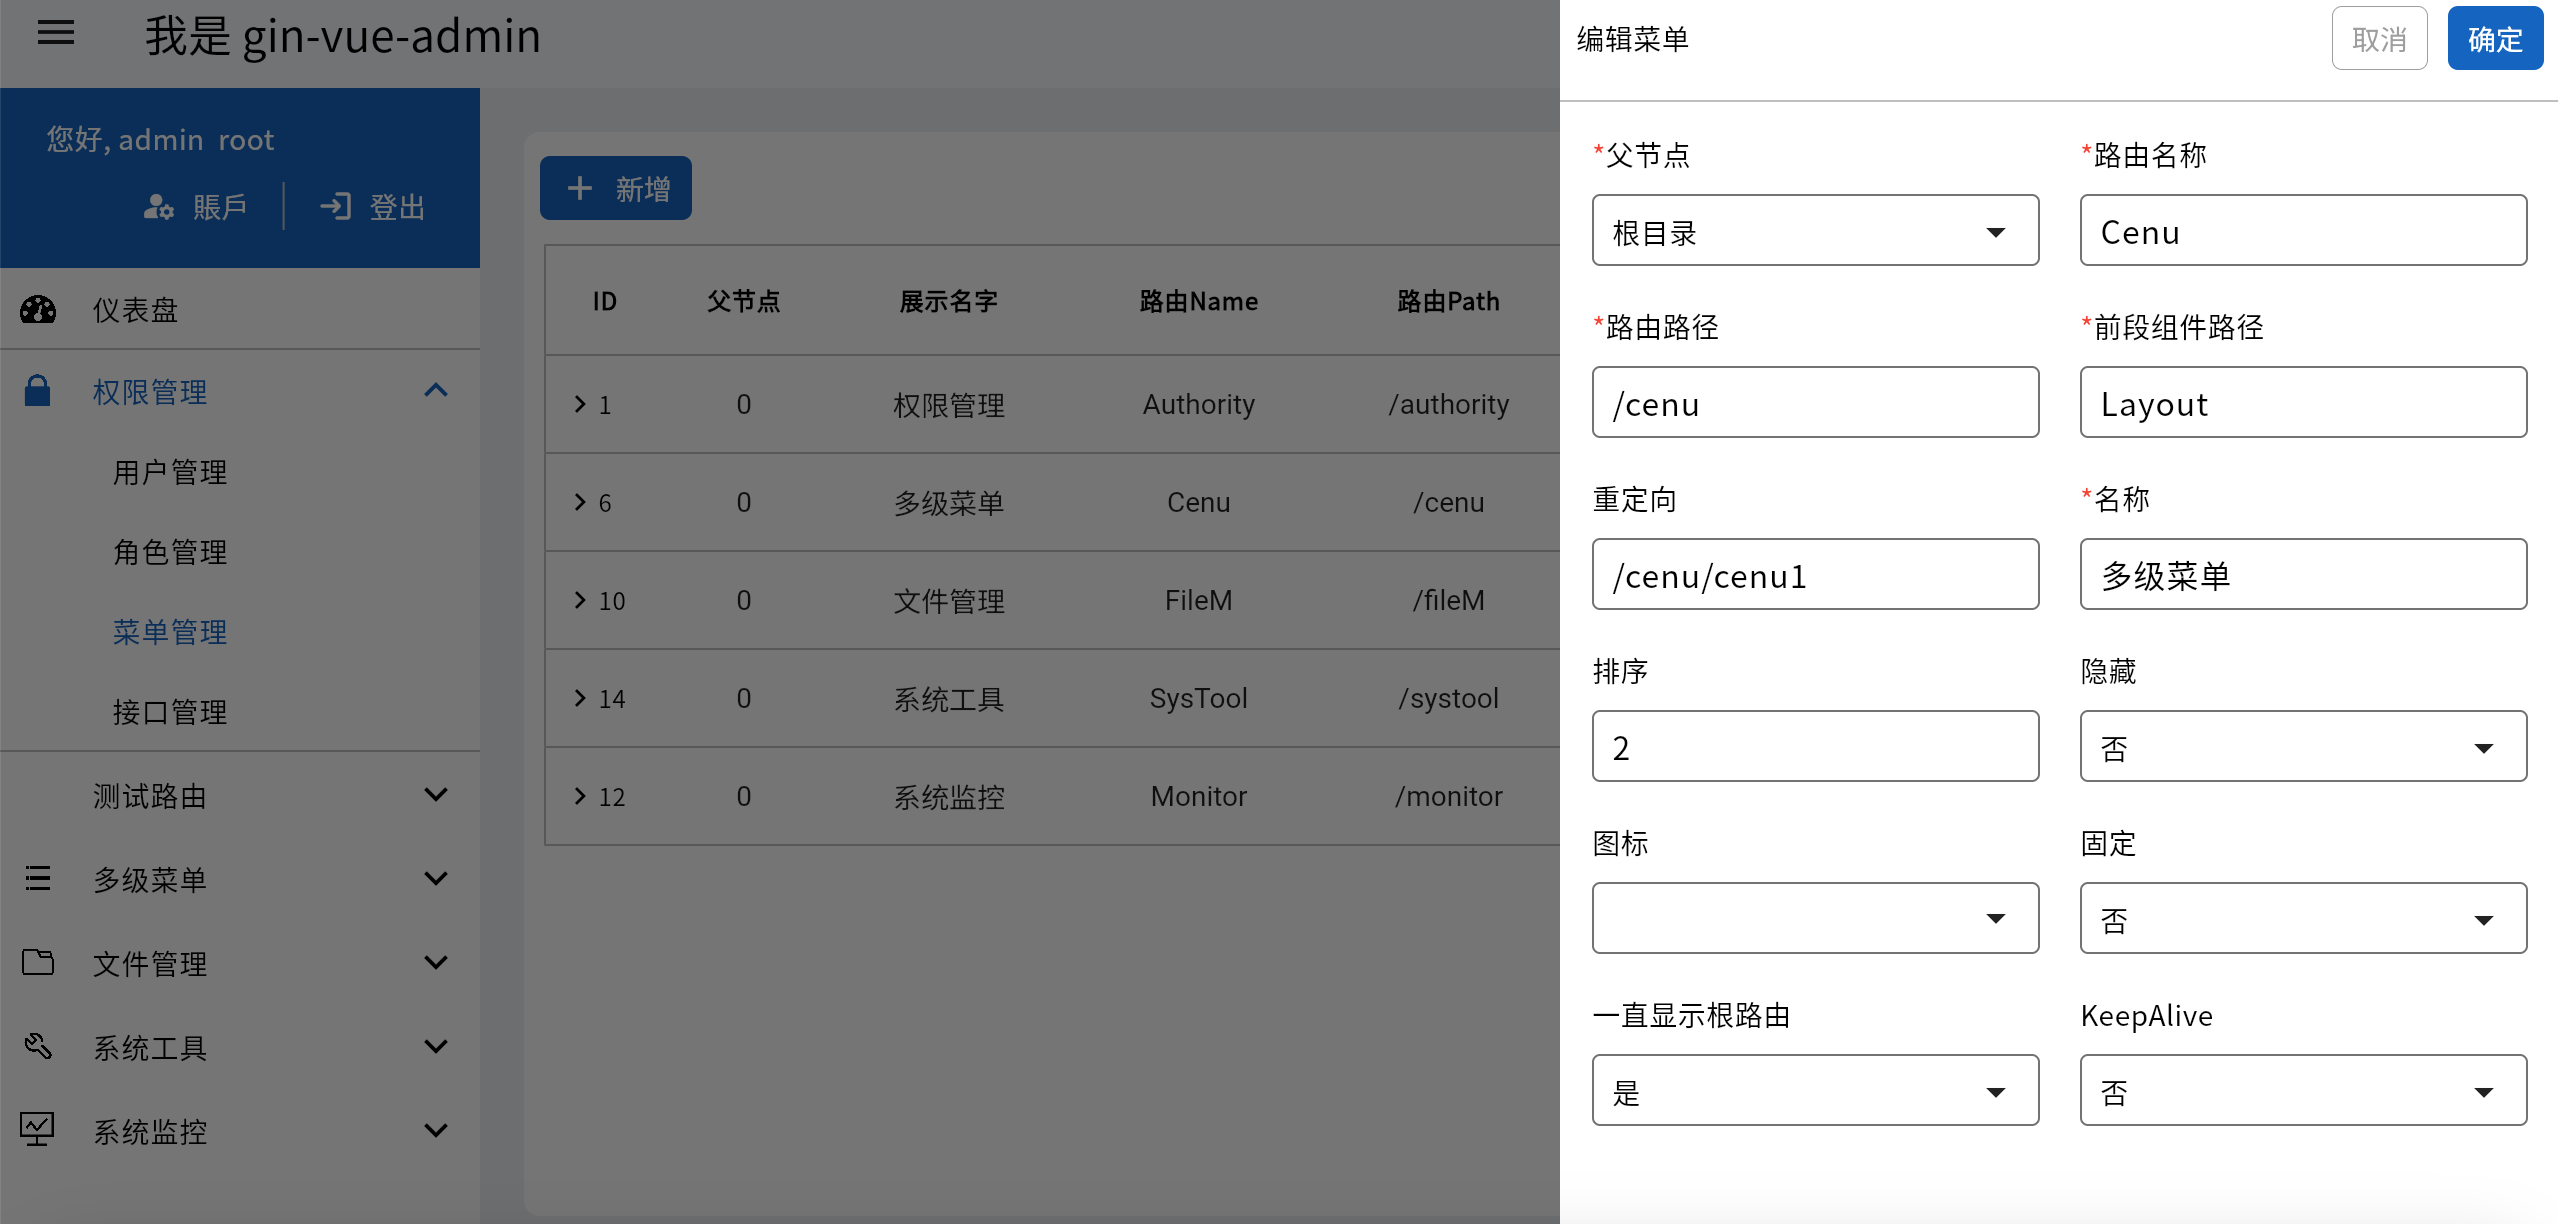 我是 gin-vue-admin
您好, admin root
賬戶
登出
仪表盘
权限管理
用户管理
角色管理
菜单管理
接口管理
测试路由
多级菜单
文件管理
系统工具
系统监控
新增
ID 父节点 展示名字 路由Name 路由Path
1 0 权限管理 Authority /authority
6 0 多级菜单 Cenu /cenu
10 0 文件管理 FileM /fileM
14 0 系统工具 SysTool /systool
12 0 系统监控 Monitor /monitor
编辑菜单
取消
确定
*父节点
根目录
*路由名称
Cenu
*路由路径
/cenu
*前段组件路径
Layout
重定向
/cenu/cenu1
*名称
多级菜单
排序
2
隐藏
否
图标
固定
否
一直显示根路由
是
KeepAlive
否